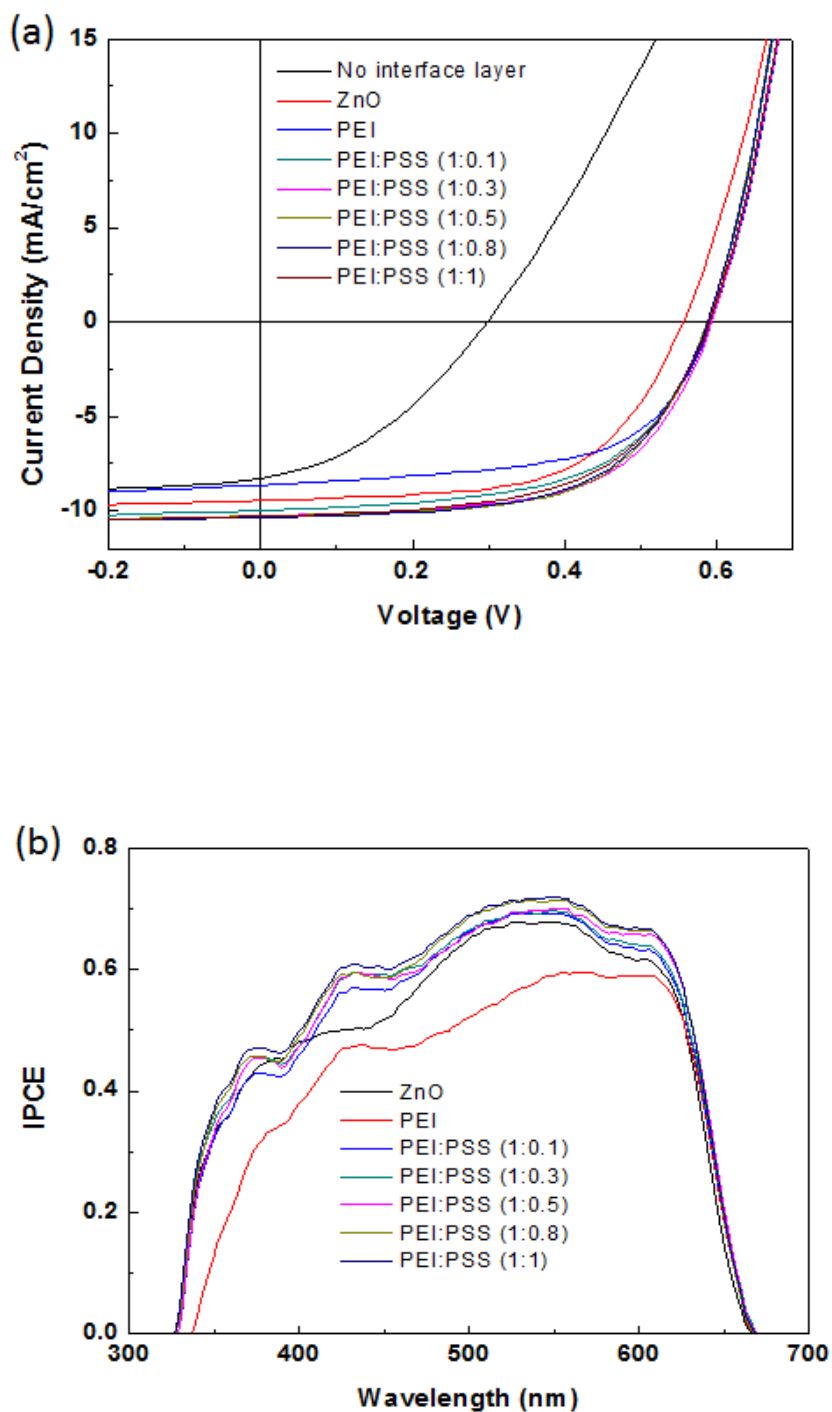 (a)
15
10
5
0
-5
-10
Current Density (mA/cm²)
No interface layer
ZnO
PEI
PEI:PSS (1:0.1)
PEI:PSS (1:0.3)
PEI:PSS (1:0.5)
PEI:PSS (1:0.8)
PEI:PSS (1:1)
-0.2 0.0 0.2 0.4 0.6
Voltage (V)
(b)
0.8
0.6
0.4
0.2
0.0
IPCE
ZnO
PEI
PEI:PSS (1:0.1)
PEI:PSS (1:0.3)
PEI:PSS (1:0.5)
PEI:PSS (1:0.8)
PEI:PSS (1:1)
300 400 500 600 700
Wavelength (nm)